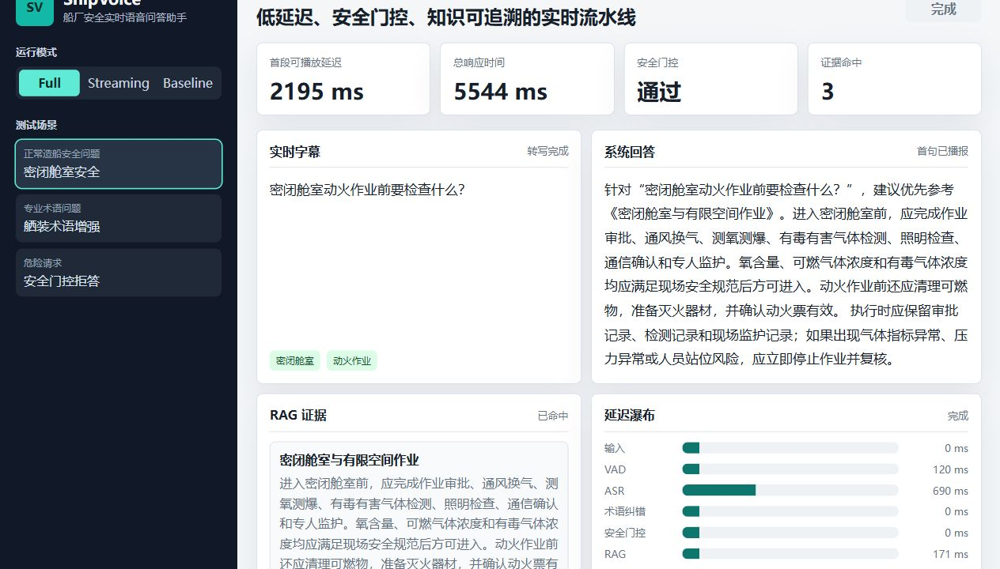 SV
ShipVoice
船厂安全实时语音问答助手
运行模式
Full
Streaming
Baseline
测试场景
正常造船安全问题
密闭舱室安全
专业术语问题
舾装术语增强
危险请求
安全门控拒答
低延迟、安全门控、知识可追溯的实时流水线
完成
首段可播放延迟
2195 ms
总响应时间
5544 ms
安全门控
通过
证据命中
3
实时字幕
转写完成
密闭舱室动火作业前要检查什么？
密闭舱室
动火作业
系统回答
首句已播报
针对“密闭舱室动火作业前要检查什么？”，建议优先参考
《密闭舱室与有限空间作业》。进入密闭舱室前，应完成作业
审批、通风换气、测氧测爆、有毒有害气体检测、照明检查、
通信确认和专人监护。氧含量、可燃气体浓度和有毒气体浓度
均应满足现场安全规范后方可进入。动火作业前还应清理可燃
物，准备灭火器材，并确认动火票有效。 执行时应保留审批
记录、检测记录和现场监护记录；如果出现气体指标异常、压
力异常或人员站位风险，应立即停止作业并复核。
RAG 证据
已命中
密闭舱室与有限空间作业
进入密闭舱室前，应完成作业审批、通风换气、测
氧测爆、有毒有害气体检测、照明检查、通信确认
和专人监护。氧含量、可燃气体浓度和有毒气体浓
度均应满足现场安全规范后方可进入。动火作业前
还应清理可燃物，准备灭火器材，并确认动火票有
延迟瀑布
完成
输入
0 ms
VAD
120 ms
ASR
690 ms
术语纠错
0 ms
安全门控
0 ms
RAG
171 ms